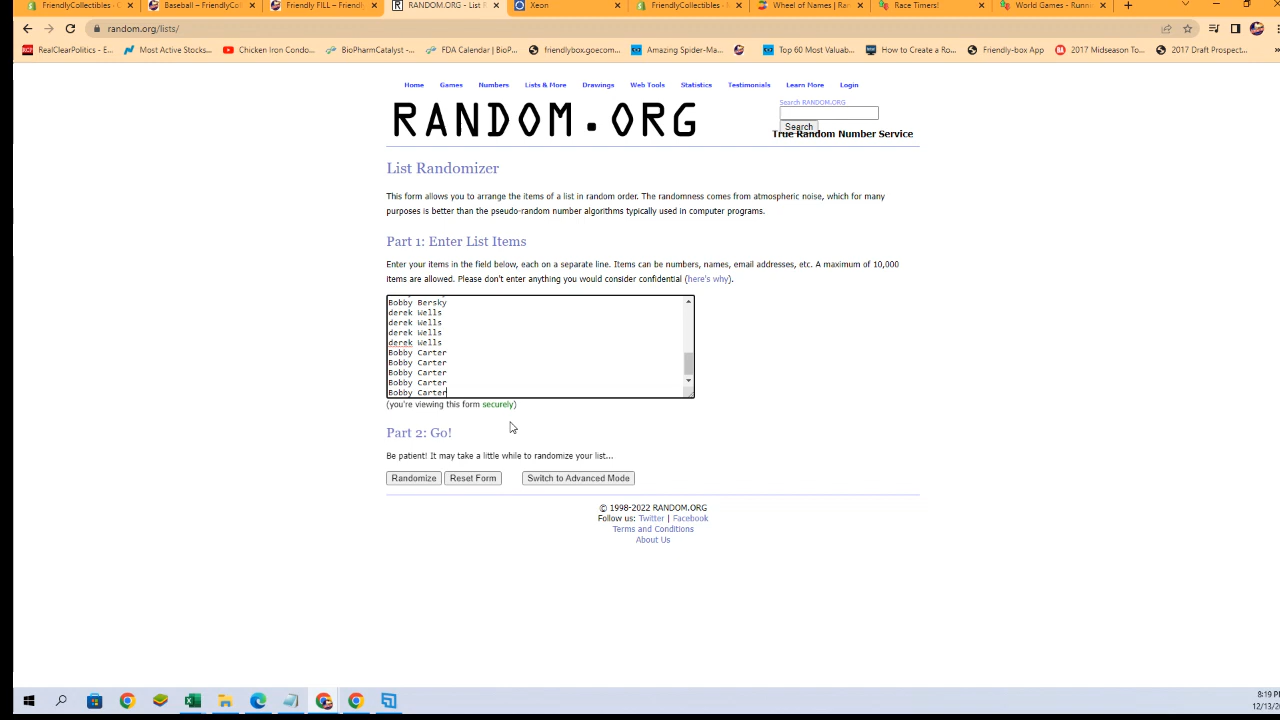 FriendlyCollectibles - C
Baseball – FriendlyCo
Friendly FILL – Friendly
RANDOM.ORG - List R
Xeon
FriendlyCollectibles - 
Wheel of Names | Ra
Race Timers!
World Games - Runn
random.org/lists/
RealClearPolitics - E...
Most Actives
Chicken Iron Condo...
BioPharmCatalyst -...
FDA Calendar | BioP...
friendlybox.goecom...
Amazing Spider-Ma...
Top 60 Most Valuab...
How to Create a Ro...
Friendly-box App
2017 Midseason To...
2017 Draft Prospect...
Home Games Numbers Lists & More Drawings Web Tools Statistics Testimonials Learn More Login
RANDOM.ORG
Search RANDOM.ORG
Search
True Random Number Service
List Randomizer
This form allows you to arrange the items of a list in random order. The randomness comes from atmospheric noise, which for many
purposes is better than the pseudo-random number algorithms typically used in computer programs.
Part 1: Enter List Items
Enter your items in the field below, each on a separate line. Items can be numbers, names, email addresses, etc. A maximum of 10,000
items are allowed. Please don't enter anything you would consider confidential (here's why).
Bobby Bersky
derek Wells
derek Wells
derek Wells
derek Wells
Bobby Carter
Bobby Carter
Bobby Carter
Bobby Carter
Bobby Carter
(you're viewing this form securely)
Part 2: Go!
Be patient! It may take a little while to randomize your list...
Randomize Reset Form Switch to Advanced Mode
© 1998-2022 RANDOM.ORG
Follow us: Twitter | Facebook
Terms and Conditions
About Us
8:19 PM
12/13/2